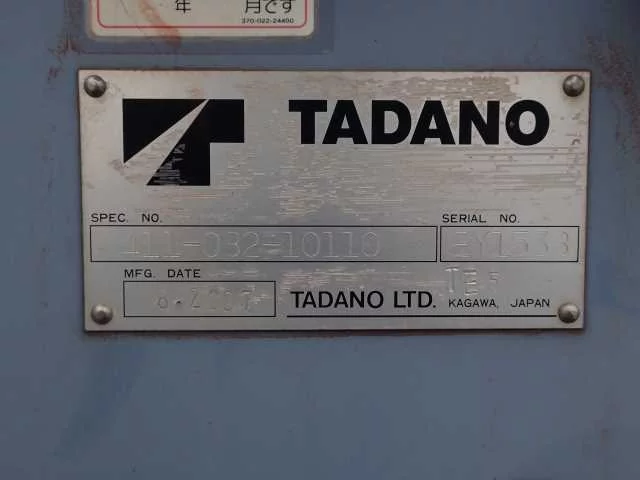 年 月です
370-022-24400
TADANO
SPEC. NO. SERIAL NO.
411-032-10110
MFG. DATE
TADANO LTD. KAGAWA, JAPAN